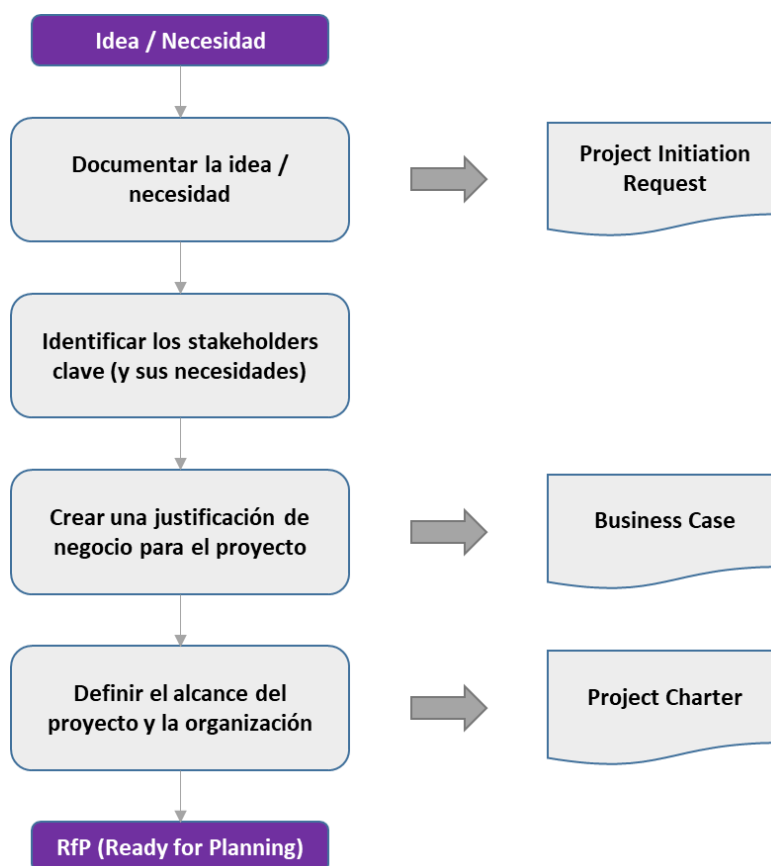 Idea / Necesidad
Documentar la idea /
necesidad
Project Initiation
Request
Identificar los stakeholders
clave (y sus necesidades)
Crear una justificación de
negocio para el proyecto
Business Case
Definir el alcance del
proyecto y la organización
Project Charter
RfP (Ready for Planning)